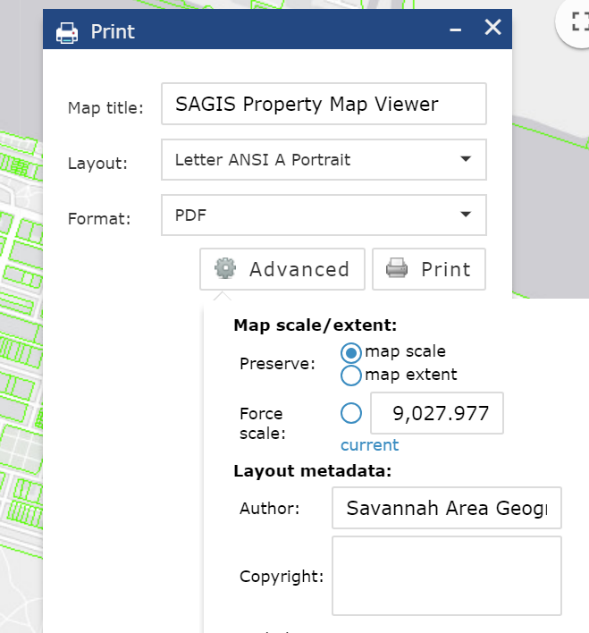 Print
Map title: SAGIS Property Map Viewer
Layout: Letter ANSI A Portrait
Format: PDF
Advanced Print
Map scale/extent:
Preserve: map scale
map extent
Force scale: 9,027.977
current
Layout metadata:
Author: Savannah Area Geogr
Copyright: